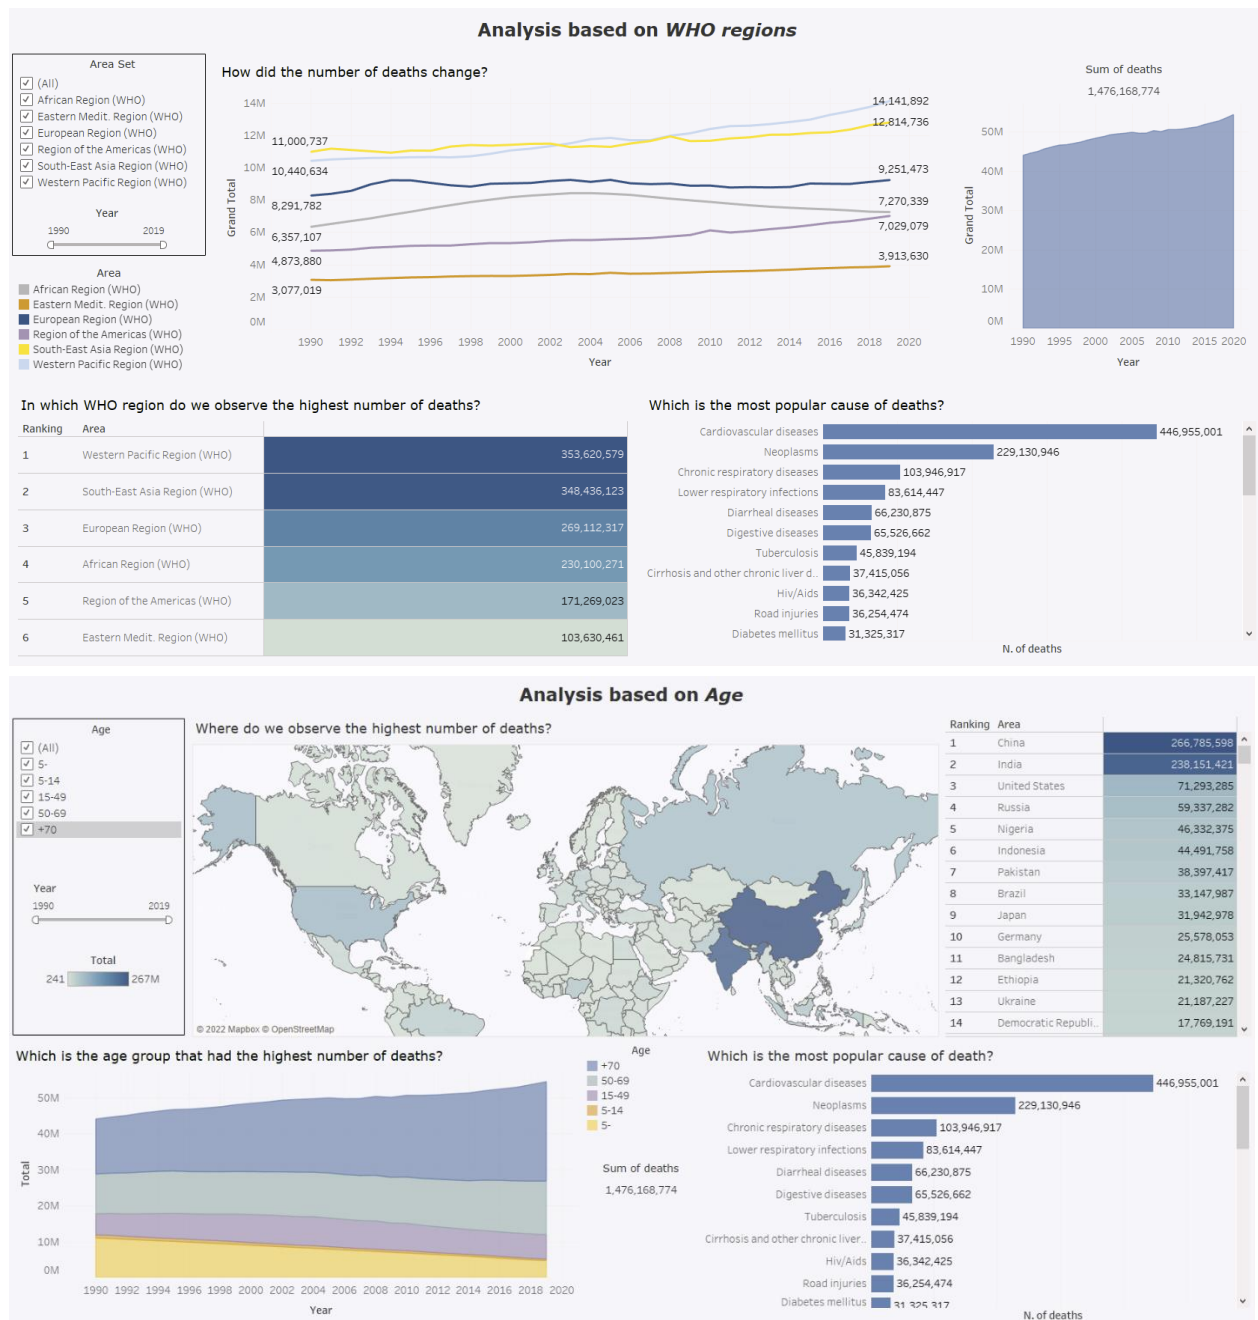 Analysis based on WHO regions
Area Set
(All)
African Region (WHO)
Eastern Medit. Region (WHO)
European Region (WHO)
Region of the Americas (WHO)
South-East Asia Region (WHO)
Western Pacific Region (WHO)
Year
1990 2019
Area
African Region (WHO)
Eastern Medit. Region (WHO)
European Region (WHO)
Region of the Americas (WHO)
South-East Asia Region (WHO)
Western Pacific Region (WHO)
How did the number of deaths change?
Grand Total
14M
12M
10M
8M
6M
4M
2M
0M
11,000,737
10,440,634
8,291,782
6,357,107
4,873,880
3,077,019
14,141,892
12,814,736
9,251,473
7,270,339
7,029,079
3,913,630
1990 1992 1994 1996 1998 2000 2002 2004 2006 2008 2010 2012 2014 2016 2018 2020
Year
Sum of deaths
1,476,168,774
Grand Total
50M
40M
30M
20M
10M
0M
1990 1995 2000 2005 2010 2015 2020
Year
In which WHO region do we observe the highest number of deaths?
Ranking Area
1 Western Pacific Region (WHO) 353,620,579
2 South-East Asia Region (WHO) 348,436,123
3 European Region (WHO) 269,112,317
4 African Region (WHO) 230,100,271
5 Region of the Americas (WHO) 171,269,023
6 Eastern Medit. Region (WHO) 103,630,461
Which is the most popular cause of deaths?
Cardiovascular diseases 446,955,001
Neoplasms 229,130,946
Chronic respiratory diseases 103,946,917
Lower respiratory infections 83,614,447
Diarrheal diseases 66,230,875
Digestive diseases 65,526,662
Tuberculosis 45,839,194
Cirrhosis and other chronic liver d.. 37,415,056
Hiv/Aids 36,342,425
Road injuries 36,254,474
Diabetes mellitus 31,325,317
N. of deaths
Analysis based on Age
Age
(All)
5-
5-14
15-49
50-69
+70
Year
1990 2019
Total
241 267M
Where do we observe the highest number of deaths?
© 2022 Mapbox © OpenStreetMap
Ranking Area
1 China 266,785,598
2 India 238,151,421
3 United States 71,293,285
4 Russia 59,337,282
5 Nigeria 46,332,375
6 Indonesia 44,491,758
7 Pakistan 38,397,417
8 Brazil 33,147,987
9 Japan 31,942,978
10 Germany 25,578,053
11 Bangladesh 24,815,731
12 Ethiopia 21,320,762
13 Ukraine 21,187,227
14 Democratic Republi.. 17,769,191
Which is the age group that had the highest number of deaths?
Total
50M
40M
30M
20M
10M
0M
1990 1992 1994 1996 1998 2000 2002 2004 2006 2008 2010 2012 2014 2016 2018 2020
Year
Age
+70
50-69
15-49
5-14
5-
Sum of deaths
1,476,168,774
Which is the most popular cause of death?
Cardiovascular diseases 446,955,001
Neoplasms 229,130,946
Chronic respiratory diseases 103,946,917
Lower respiratory infections 83,614,447
Diarrheal diseases 66,230,875
Digestive diseases 65,526,662
Tuberculosis 45,839,194
Cirrhosis and other chronic liver.. 37,415,056
Hiv/Aids 36,342,425
Road injuries 36,254,474
Diabetes mellitus 31,325,317
N. of deaths